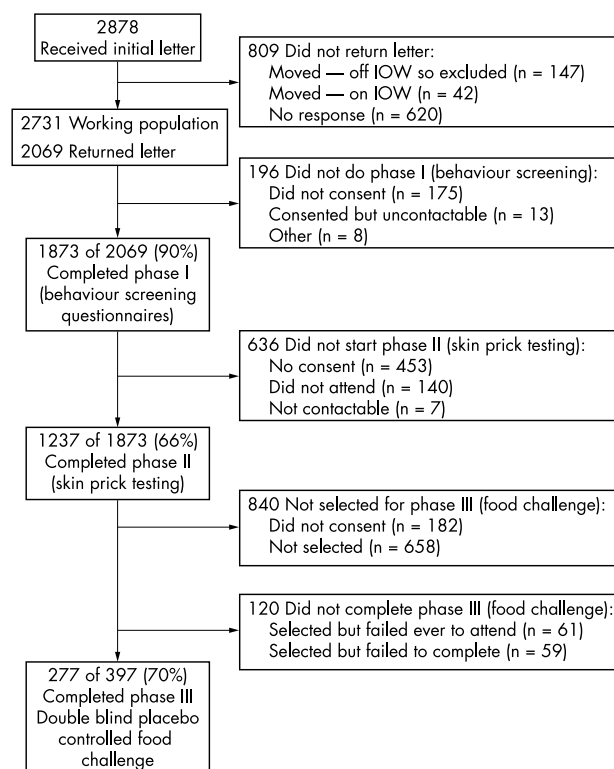 2878
Received initial letter
809 Did not return letter:
Moved — off IOW so excluded (n = 147)
Moved — on IOW (n = 42)
No response (n = 620)
2731 Working population
2069 Returned letter
196 Did not do phase I (behaviour screening):
Did not consent (n = 175)
Consented but uncontactable (n = 13)
Other (n = 8)
1873 of 2069 (90%)
Completed phase I
(behaviour screening
questionnaires)
636 Did not start phase II (skin prick testing):
No consent (n = 453)
Did not attend (n = 140)
Not contactable (n = 7)
1237 of 1873 (66%)
Completed phase II
(skin prick testing)
840 Not selected for phase III (food challenge):
Did not consent (n = 182)
Not selected (n = 658)
120 Did not complete phase III (food challenge):
Selected but failed ever to attend (n = 61)
Selected but failed to complete (n = 59)
277 of 397 (70%)
Completed phase III
Double blind placebo
controlled food
challenge